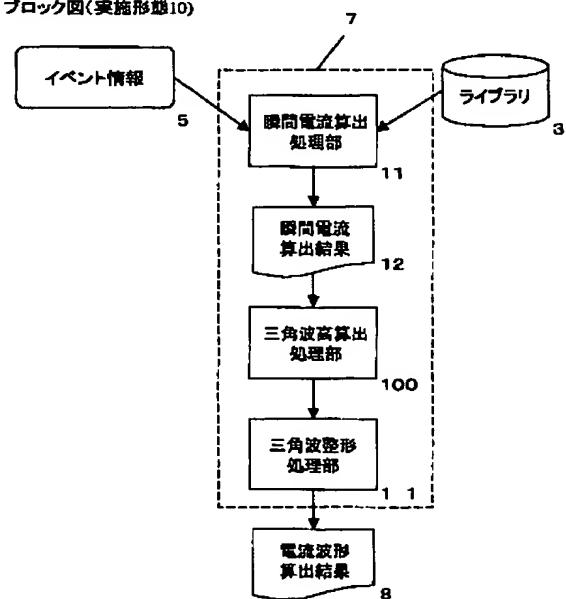 ブロック図(実施形態10)
7
イベント情報
5
ライブラリ
3
瞬間電流算出
処理部
11
瞬間電流
算出結果
12
三角波高算出
処理部
100
三角波整形
処理部
1 1
電流波形
算出結果
8